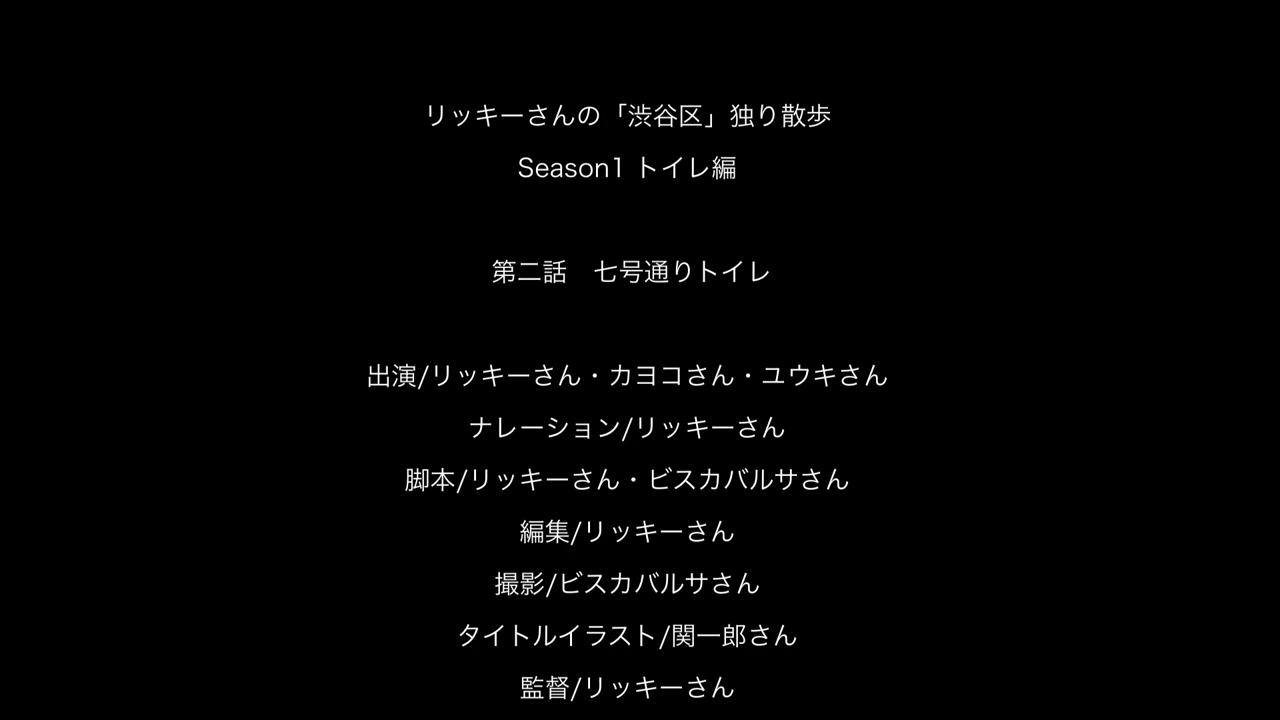 リッキーさんの「渋谷区」独り散歩
Season1 トイレ編
第二話　七号通りトイレ
出演/リッキーさん・カヨコさん・ユウキさん
ナレーション/リッキーさん
脚本/リッキーさん・ビスカバルサさん
編集/リッキーさん
撮影/ビスカバルサさん
タイトルイラスト/関一郎さん
監督/リッキーさん